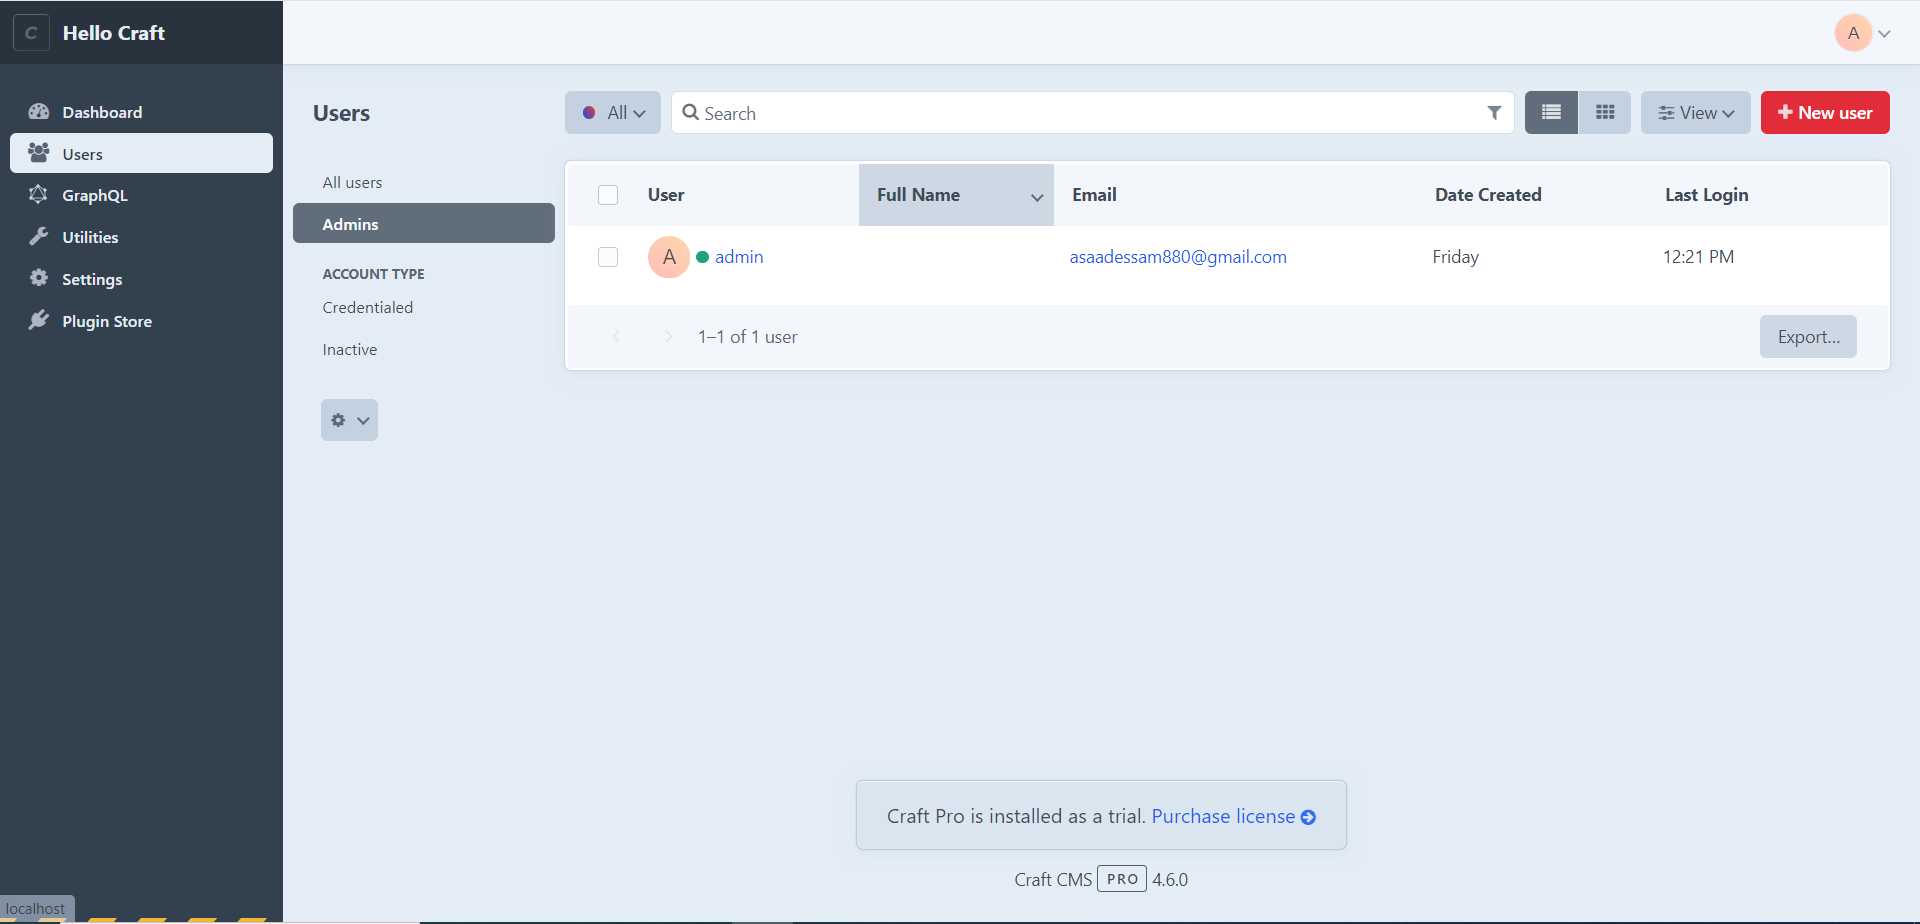 C Hello Craft
A
Dashboard
Users
GraphQL
Utilities
Settings
Plugin Store
Users
All users
Admins
ACCOUNT TYPE
Credentialed
Inactive
All
Search
View
New user
User Full Name Email Date Created Last Login
A admin asaadessam880@gmail.com Friday 12:21 PM
1–1 of 1 user
Export...
Craft Pro is installed as a trial. Purchase license
Craft CMS PRO 4.6.0
localhost